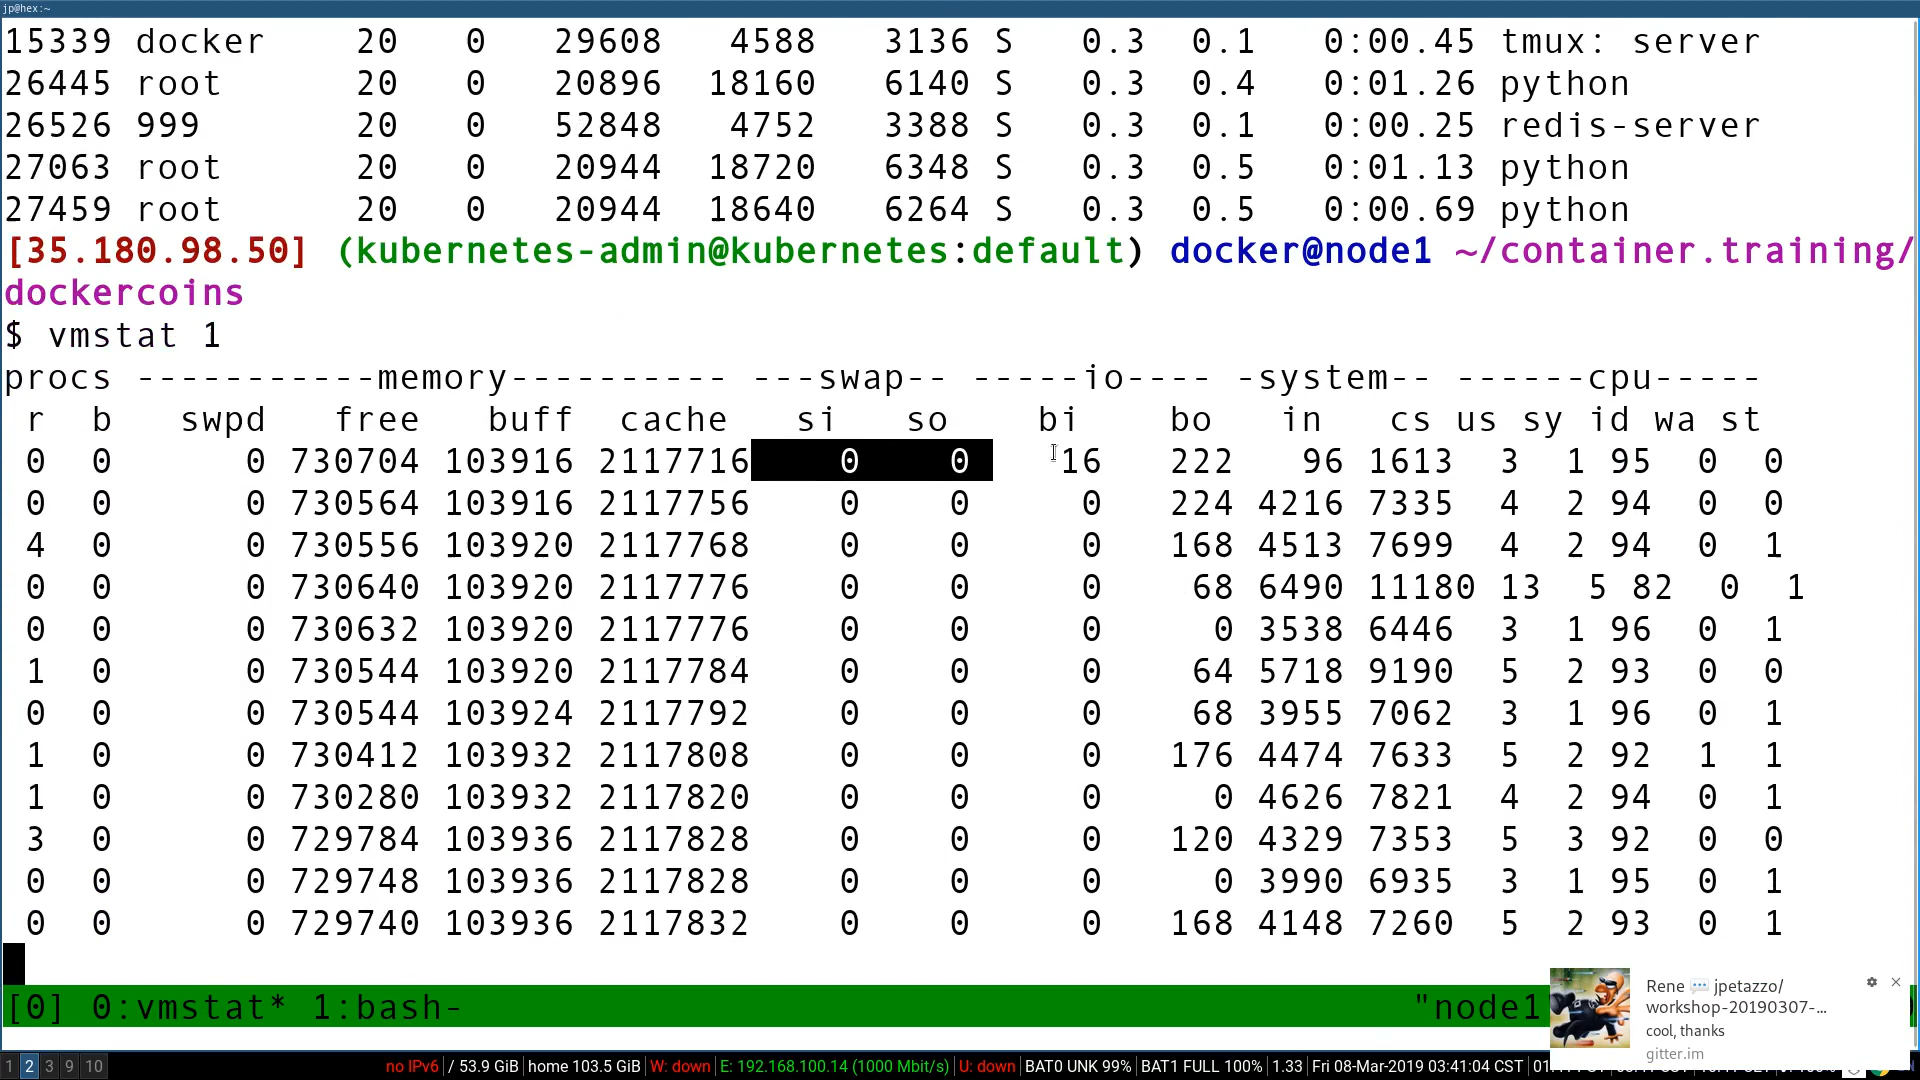 jp@hex:~
15339 docker 20 0 29608 4588 3136 S 0.3 0.1 0:00.45 tmux: server
26445 root 20 0 20896 18160 6140 S 0.3 0.4 0:01.26 python
26526 999 20 0 52848 4752 3388 S 0.3 0.1 0:00.25 redis-server
27063 root 20 0 20944 18720 6348 S 0.3 0.5 0:01.13 python
27459 root 20 0 20944 18640 6264 S 0.3 0.5 0:00.69 python
[35.180.98.50] (kubernetes-admin@kubernetes:default) docker@node1 ~/container.training/
dockercoins
$ vmstat 1
procs -----------memory---------- ---swap-- -----io---- -system-- ------cpu-----
r b swpd free buff cache si so bi bo in cs us sy id wa st
0 0 0 730704 103916 2117716 0 0 16 222 96 1613 3 1 95 0 0
0 0 0 730564 103916 2117756 0 0 0 224 4216 7335 4 2 94 0 0
4 0 0 730556 103920 2117768 0 0 0 168 4513 7699 4 2 94 0 1
0 0 0 730640 103920 2117776 0 0 0 68 6490 11180 13 5 82 0 1
0 0 0 730632 103920 2117776 0 0 0 0 3538 6446 3 1 96 0 1
1 0 0 730544 103920 2117784 0 0 0 64 5718 9190 5 2 93 0 0
0 0 0 730544 103924 2117792 0 0 0 68 3955 7062 3 1 96 0 1
1 0 0 730412 103932 2117808 0 0 0 176 4474 7633 5 2 92 1 1
1 0 0 730280 103932 2117820 0 0 0 0 4626 7821 4 2 94 0 1
3 0 0 729784 103936 2117828 0 0 0 120 4329 7353 5 3 92 0 0
0 0 0 729748 103936 2117828 0 0 0 0 3990 6935 3 1 95 0 1
0 0 0 729740 103936 2117832 0 0 0 168 4148 7260 5 2 93 0 1
[0] 0:vmstat* 1:bash- "node1
Rene 💬 jpetazzo/
workshop-20190307-...
cool, thanks
gitter.im
1 2 3 9 10 no IPv6 | / 53.9 GiB | home 103.5 GiB | W: down | E: 192.168.100.14 (1000 Mbit/s) | U: down | BAT0 UNK 99% | BAT1 FULL 100% | 1.33 | Fri 08-Mar-2019 03:41:04 CST